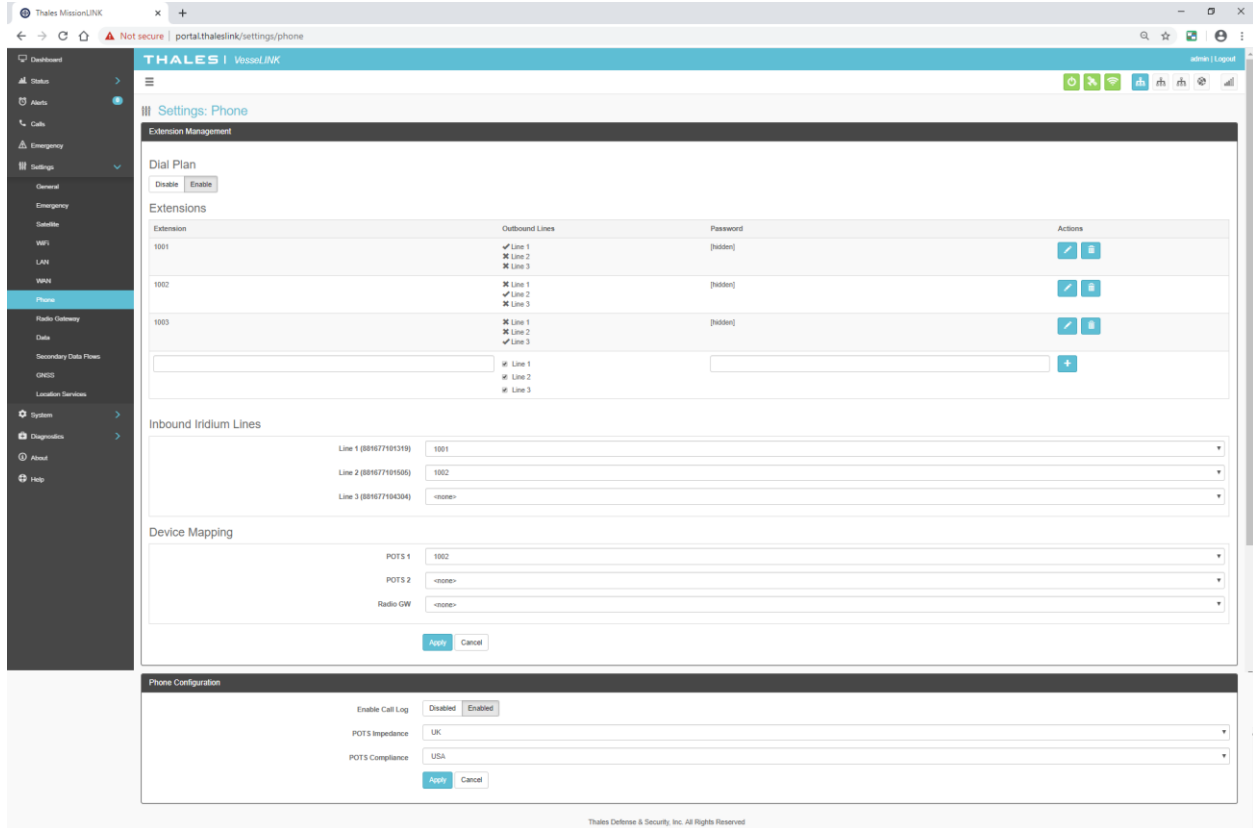 Thales MissionLINK
Not secure | portal.thaleslink/settings/phone
Dashboard
Status
Alerts
Calls
Emergency
Settings
General
Emergency
Satellite
WiFi
LAN
WAN
Phone
Radio Gateway
Data
Secondary Data Flows
GNSS
Location Services
System
Diagnostics
About
Help
THALES | VesseLINK
admin | Logout
Settings: Phone
Extension Management
Dial Plan
Disable Enable
Extensions
Extension Outbound Lines Password Actions
1001 Line 1 [hidden]
Line 2
Line 3
1002 Line 1 [hidden]
Line 2
Line 3
1003 Line 1 [hidden]
Line 2
Line 3
Line 1
Line 2
Line 3
Inbound Iridium Lines
Line 1 (881677101319) 1001
Line 2 (881677101505) 1002
Line 3 (881677104304) <none>
Device Mapping
POTS 1 1002
POTS 2 <none>
Radio GW <none>
Apply Cancel
Phone Configuration
Enable Call Log Disabled Enabled
POTS Impedance UK
POTS Compliance USA
Apply Cancel
Thales Defense & Security, Inc. All Rights Reserved